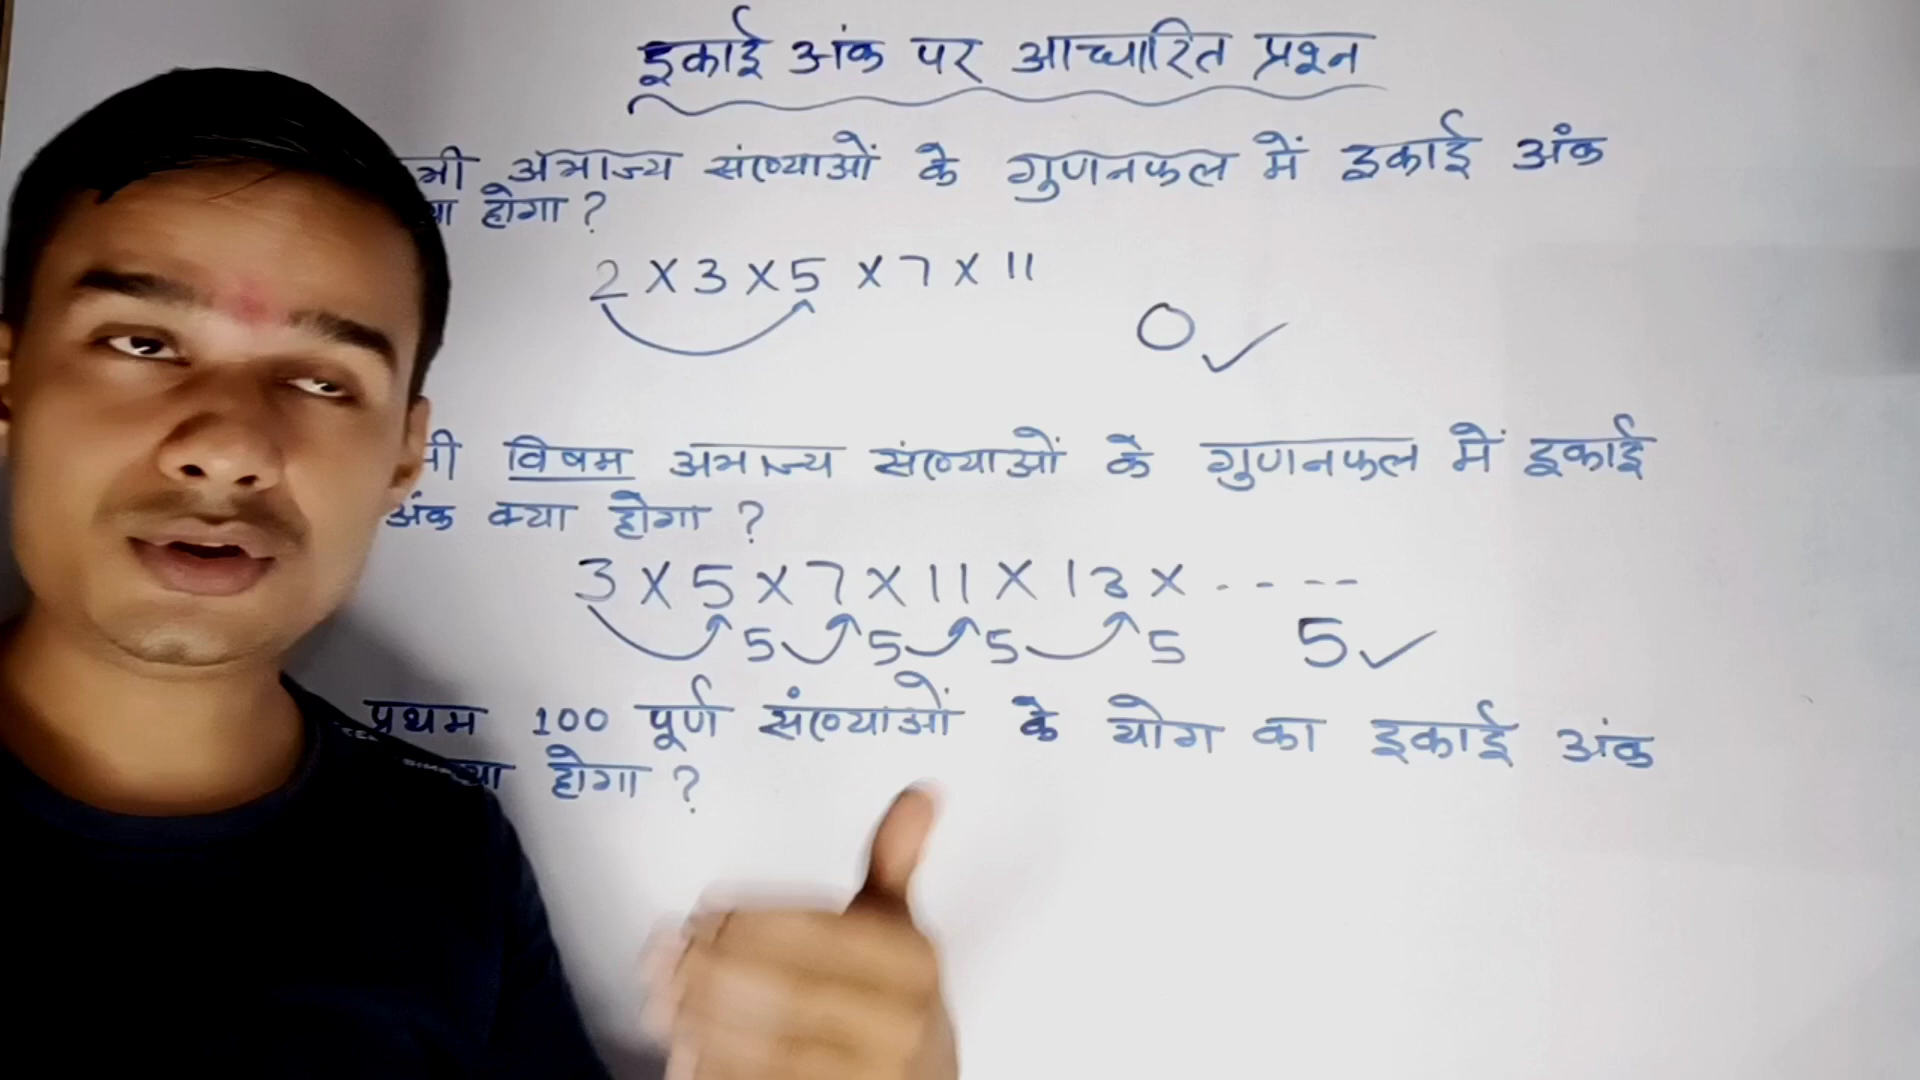 इकाई अंक पर आधारित प्रश्न
भी अभाज्य संख्याओं के गुणनफल में इकाई अंक
होगा ?
2 X 3 X 5 X 7 X 11
0 ✓
विषम अभाज्य संख्याओं के गुणनफल में इकाई
अंक क्या होगा ?
3 X 5 X 7 X 11 X 13 X - - - -
5 5 5 5 5 ✓
प्रथम 100 पूर्ण संख्याओं के योग का इकाई अंक
होगा ?